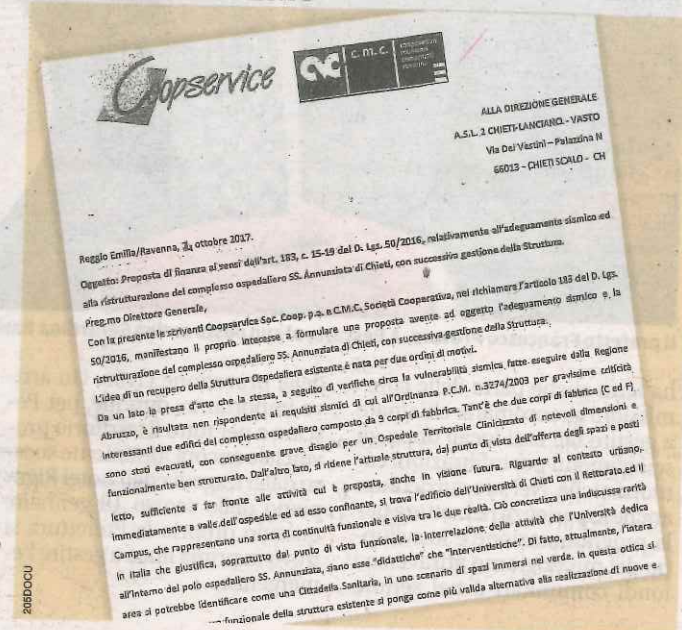 Coopservice
c.m.c.
ALLA DIREZIONE GENERALE
A.S.L. 2 CHIETI-LANCIANO - VASTO
Via Dei Vestini – Palazzina N
66013 – CHIETI SCALO - CH
Reggio Emilia/Ravenna, 24 ottobre 2017.
Oggetto: Proposta di finanza ai sensi dell'art. 183, c. 15-19 del D. Lgs. 50/2016, relativamente all'adeguamento sismico ed
alla ristrutturazione del complesso ospedaliero SS. Annunziata di Chieti, con successiva gestione della Struttura.
Preg.mo Direttore Generale,
Con la presente le scriventi Coopservice Soc. Coop. p.a. e C.M.C. Società Cooperativa, nel richiamare l'articolo 183 del D. Lgs.
50/2016, manifestano il proprio interesse a formulare una proposta avente ad oggetto l'adeguamento sismico e la
ristrutturazione del complesso ospedaliero SS. Annunziata di Chieti, con successiva gestione della Struttura.
L'idea di un recupero della Struttura Ospedaliera esistente è nata per due ordini di motivi.
Da un lato la presa d'atto che la stessa, a seguito di verifiche circa la vulnerabilità sismica fatte eseguire dalla Regione
Abruzzo, è risultata non rispondente ai requisiti sismici di cui all'Ordinanza P.C.M. n.3274/2003 per gravissime criticità
interessanti due edifici del complesso ospedaliero composto da 9 corpi di fabbrica. Tant'è che due corpi di fabbrica (C ed F)
sono stati evacuati, con conseguente grave disagio per un Ospedale Territoriale Clinicizzato di notevoli dimensioni e
funzionalmente ben strutturato. Dall'altro lato, si ritiene l'attuale struttura, dal punto di vista dell'offerta degli spazi e posti
letto, sufficiente a far fronte alle attività cui è preposta, anche in visione futura. Riguardo al contesto urbano,
immediatamente a valle dell'ospedale ed ad esso confinante, si trova l'edificio dell'Università di Chieti con il Rettorato ed il
Campus, che rappresentano una sorta di continuità funzionale e visiva tra le due realtà. Ciò concretizza una indiscussa rarità
in Italia che giustifica, soprattutto dal punto di vista funzionale, la interrelazione delle attività che l'Università dedica
all'interno del polo ospedaliero SS. Annunziata, siano esse "didattiche" che "interventistiche". Di fatto, attualmente, l'intera
area si potrebbe identificare come una Cittadella Sanitaria, in uno scenario di spazi immersi nel verde. In questa ottica si
funzionale della struttura esistente si ponga come più valida alternativa alla realizzazione di nuove e
205DOCU